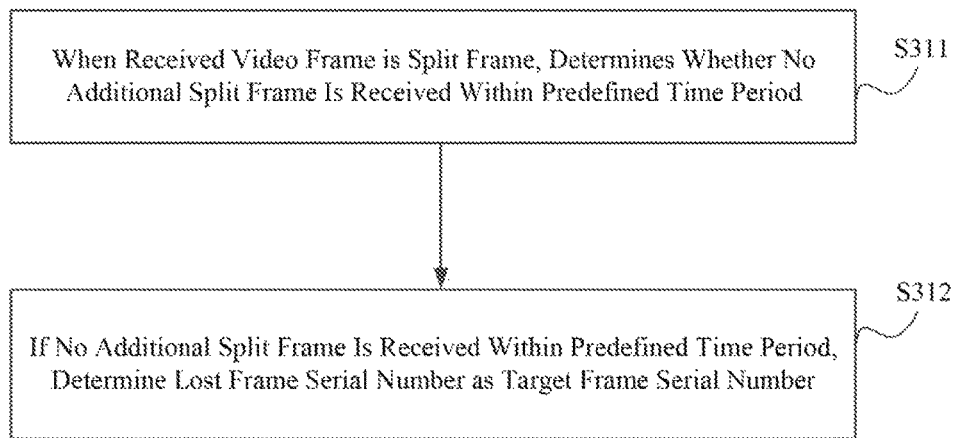 When Received Video Frame is Split Frame, Determines Whether No
Additional Split Frame Is Received Within Predefined Time Period
S311
If No Additional Split Frame Is Received Within Predefined Time Period,
Determine Lost Frame Serial Number as Target Frame Serial Number
S312